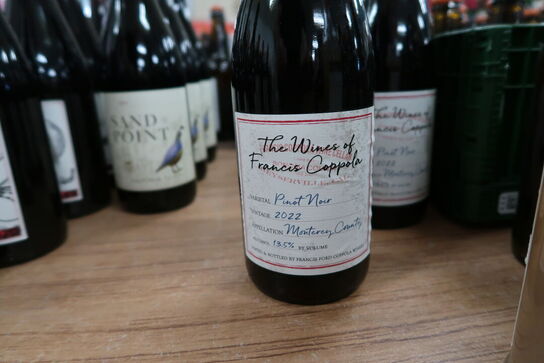 SAND
POINT
The Wines of
Francis Coppola
VARIETAL Pinot Noir
VINTAGE 2022
APPELLATION Monterey County
ALCOHOL 13.5% BY VOLUME
BOTTLED BY FRANCIS FORD COPPOLA WINERY
The Wines
Francis Coppola
Pinot Noir
2022